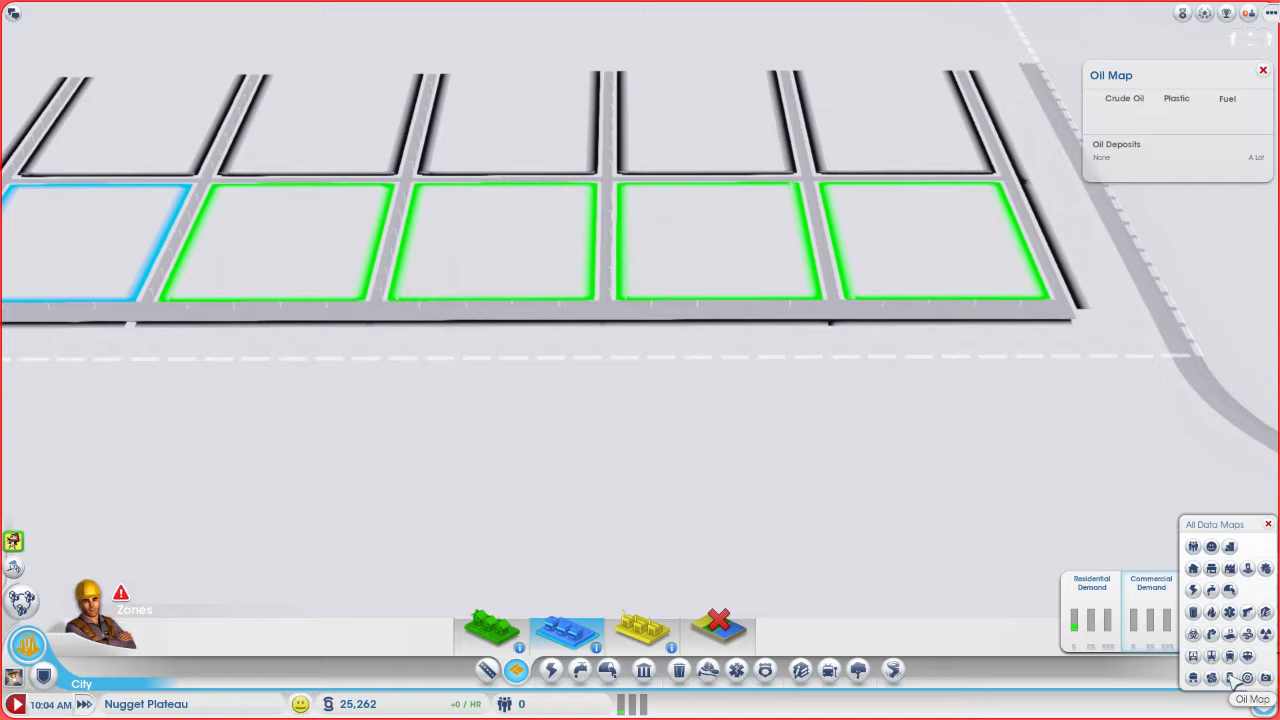 Oil Map
Crude Oil Plastic Fuel
Oil Deposits
None A Lot
All Data Maps
Residential Demand
Commercial Demand
$ $$ $$$ $ $$ $$$
Zones
City
10:04 AM Nugget Plateau 25,262 +0 / HR 0
Oil Map